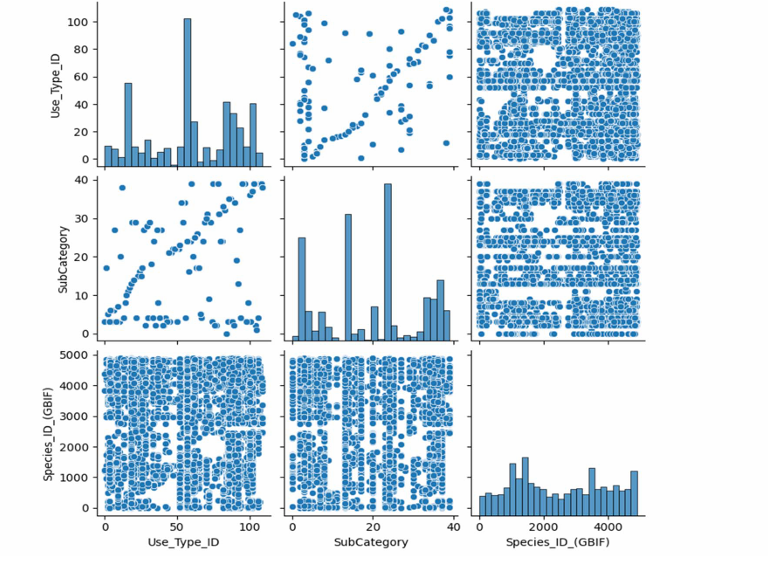 100
80
60
40
20
0
Use_Type_ID
40
30
20
10
0
SubCategory
5000
4000
3000
2000
1000
0
Species_ID_(GBIF)
0 50 100
Use_Type_ID
0 20 40
SubCategory
0 2000 4000
Species_ID_(GBIF)